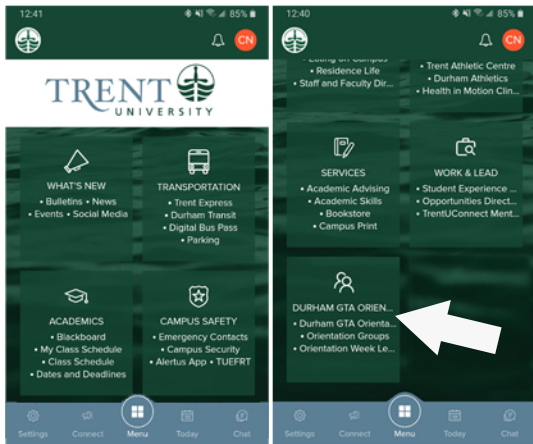 12:41
85%
CN
TRENT
UNIVERSITY
WHAT'S NEW
• Bulletins • News
• Events • Social Media
TRANSPORTATION
• Trent Express
• Durham Transit
• Digital Bus Pass
• Parking
ACADEMICS
• Blackboard
• My Class Schedule
• Class Schedule
• Dates and Deadlines
CAMPUS SAFETY
• Emergency Contacts
• Campus Security
• Alertus App • TUEFRT
Settings
Connect
Menu
Today
Chat
12:40
85%
CN
• Eating on Campus
• Residence Life
• Staff and Faculty Dir...
• Trent Athletic Centre
• Durham Athletics
• Health in Motion Clin...
SERVICES
• Academic Advising
• Academic Skills
• Bookstore
• Campus Print
WORK & LEAD
• Student Experience ...
• Opportunities Direct...
• TrentUConnect Ment...
DURHAM GTA ORIEN...
• Durham GTA Orienta...
• Orientation Groups
• Orientation Week Le...
Settings
Connect
Menu
Today
Chat